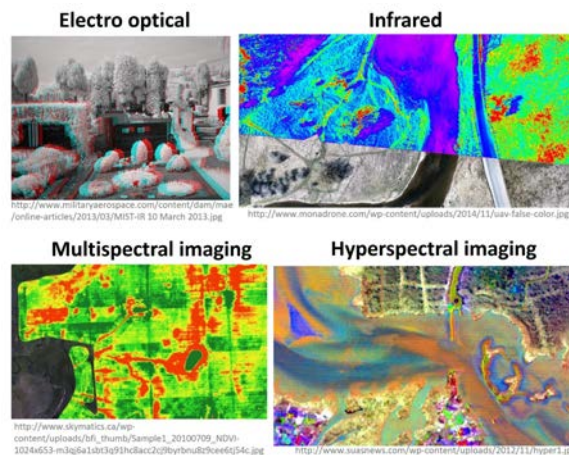 Electro optical
Infrared
http://www.militaryaerospace.com/content/dam/mae
/online-articles/2013/03/MIST-IR 10 March 2013.jpg
http://www.monadrone.com/wp-content/uploads/2014/11/uav-false-color.jpg
Multispectral imaging
Hyperspectral imaging
http://www.skymatics.ca/wp-
content/uploads/bfi_thumb/Sample1_20100709_NDVI-
http://www.suasnews.com/wp-content/uploads/2012/11/hyper1.jpg